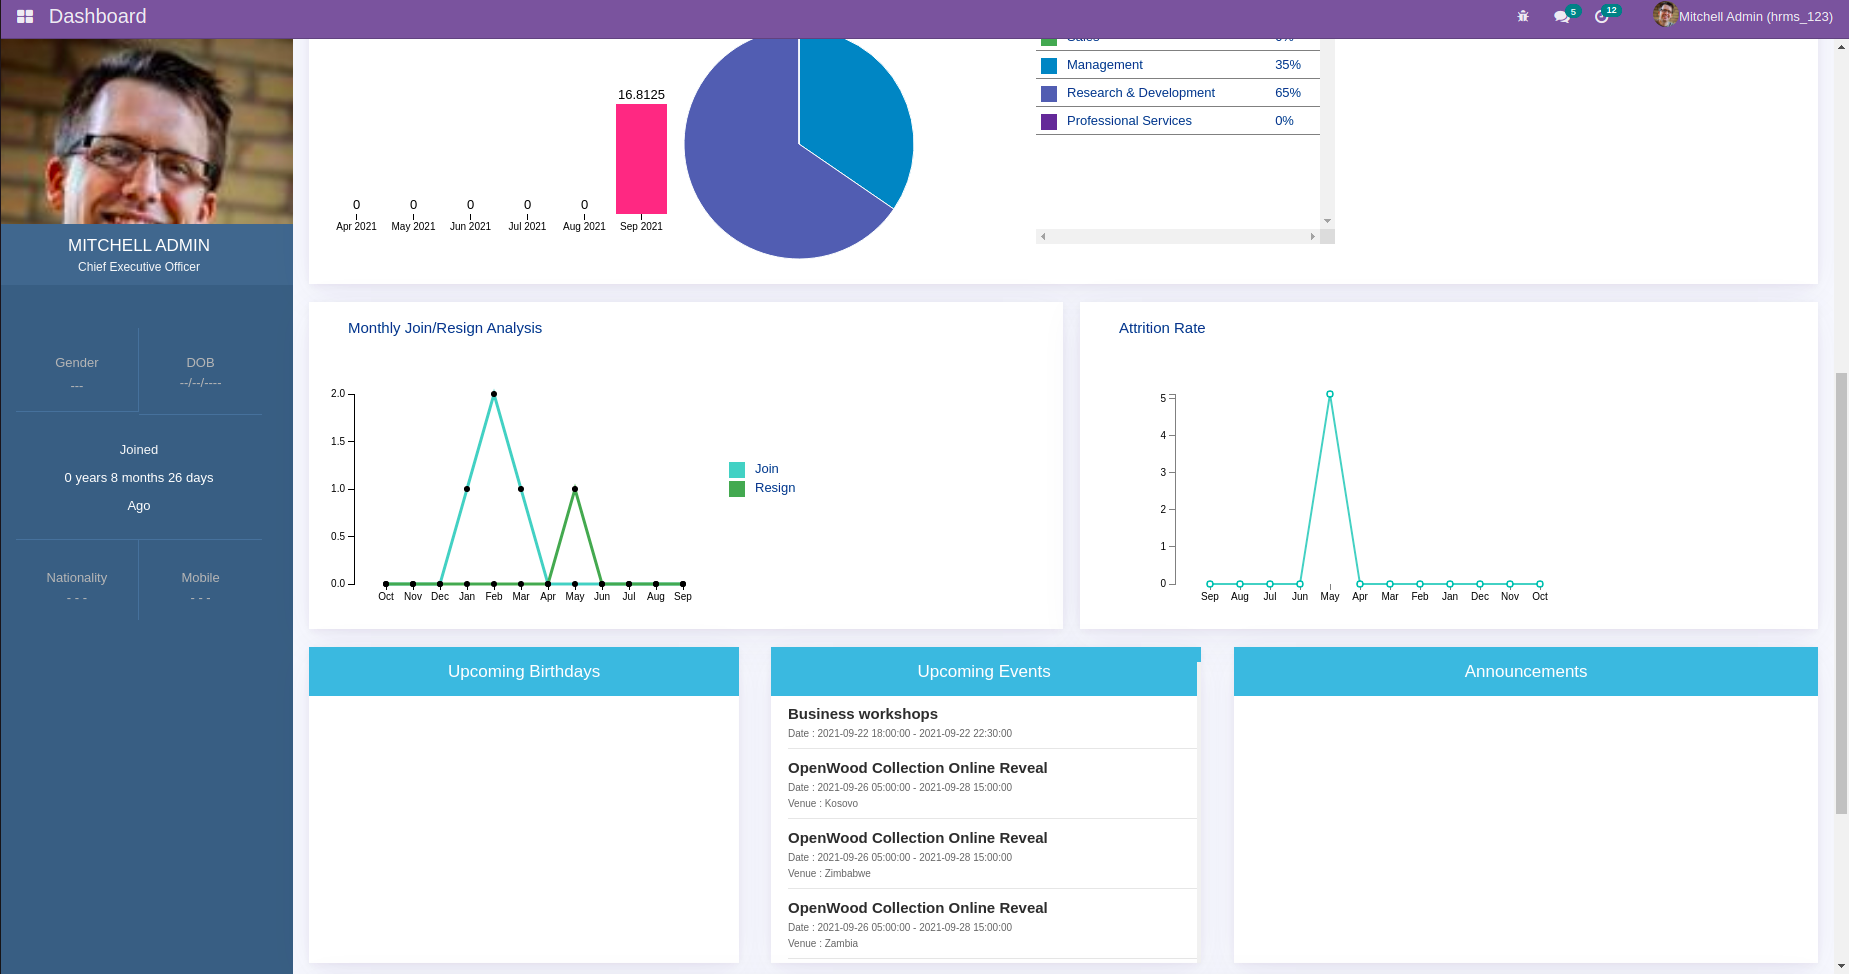 Dashboard
5
12
Mitchell Admin (hrms_123)
MITCHELL ADMIN
Chief Executive Officer
Gender
---
DOB
--/--/----
Joined
0 years 8 months 26 days
Ago
Nationality
- - -
Mobile
- - -
16.8125
0 0 0 0 0
Apr 2021 May 2021 Jun 2021 Jul 2021 Aug 2021 Sep 2021
Sales 0%
Management 35%
Research & Development 65%
Professional Services 0%
Monthly Join/Resign Analysis
2.0
1.5
1.0
0.5
0.0
Oct Nov Dec Jan Feb Mar Apr May Jun Jul Aug Sep
Join
Resign
Attrition Rate
5
4
3
2
1
0
Sep Aug Jul Jun May Apr Mar Feb Jan Dec Nov Oct
Upcoming Birthdays
Upcoming Events
Business workshops
Date : 2021-09-22 18:00:00 - 2021-09-22 22:30:00
OpenWood Collection Online Reveal
Date : 2021-09-26 05:00:00 - 2021-09-28 15:00:00
Venue : Kosovo
OpenWood Collection Online Reveal
Date : 2021-09-26 05:00:00 - 2021-09-28 15:00:00
Venue : Zimbabwe
OpenWood Collection Online Reveal
Date : 2021-09-26 05:00:00 - 2021-09-28 15:00:00
Venue : Zambia
Announcements